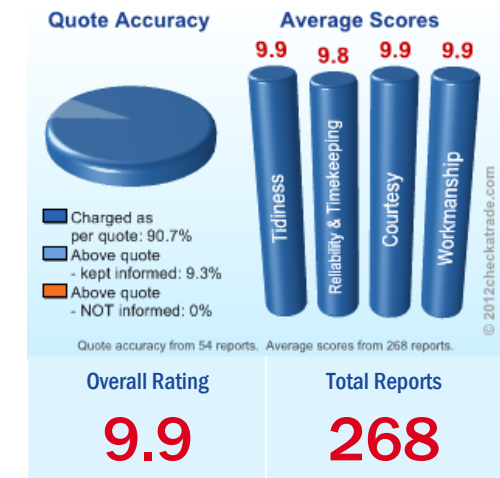 Quote Accuracy
Average Scores
9.9
9.8
9.9
9.9
Tidiness
Reliability & Timekeeping
Courtesy
Workmanship
Charged as
per quote: 90.7%
Above quote
- kept informed: 9.3%
Above quote
- NOT informed: 0%
© 2012checkatrade.com
Quote accuracy from 54 reports. Average scores from 268 reports.
Overall Rating
Total Reports
9.9
268